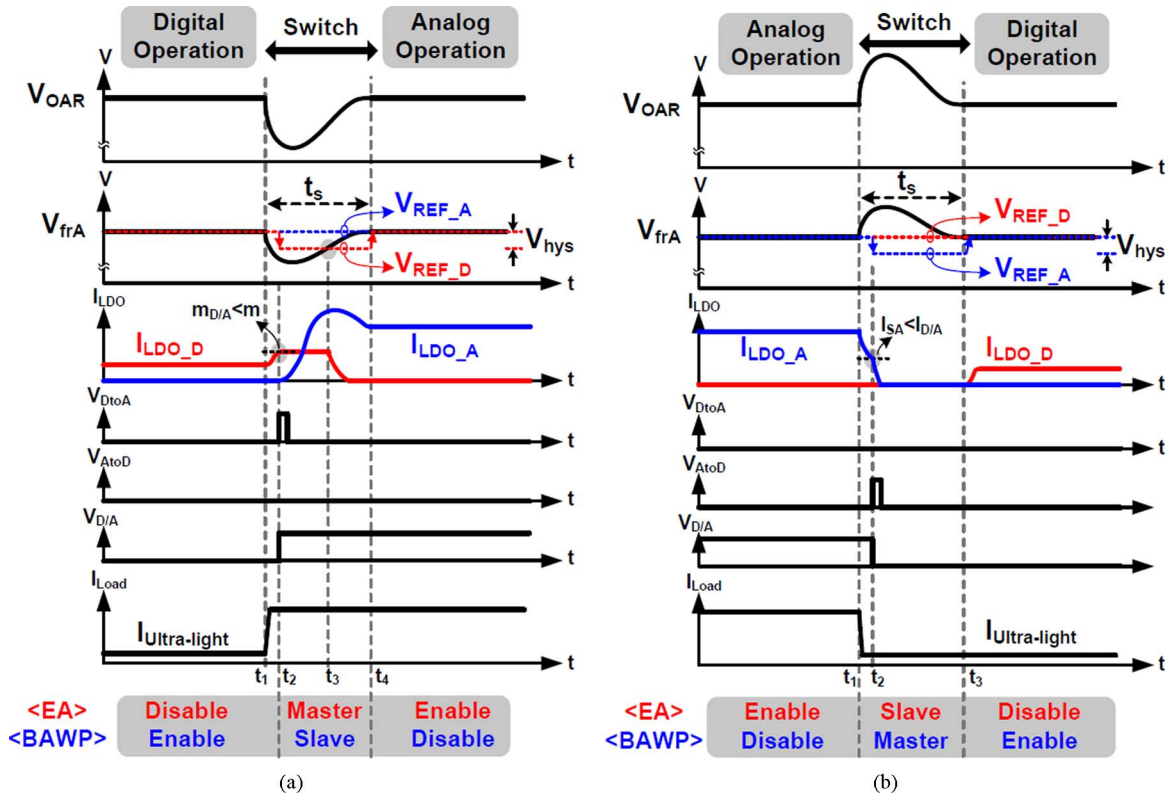 Digital Operation
Switch
Analog Operation
V
VOAR
t
V
ts
VREF_A
VfrA
Vhys
VREF_D
t
ILDO
mD/A<m
ILDO_D
ILDO_A
t
VDtoA
t
VAtoD
t
VD/A
t
ILoad
IUltra-light
t
t1 t2 t3 t4
<EA> Disable Master Enable
<BAWP> Enable Slave Disable
(a)
Analog Operation
Switch
Digital Operation
V
VOAR
t
V
ts
VREF_D
VfrA
Vhys
VREF_A
t
ILDO
ISA<ID/A
ILDO_A
ILDO_D
t
VDtoA
t
VAtoD
t
VD/A
t
ILoad
IUltra-light
t
t1 t2 t3
<EA> Enable Slave Disable
<BAWP> Disable Master Enable
(b)